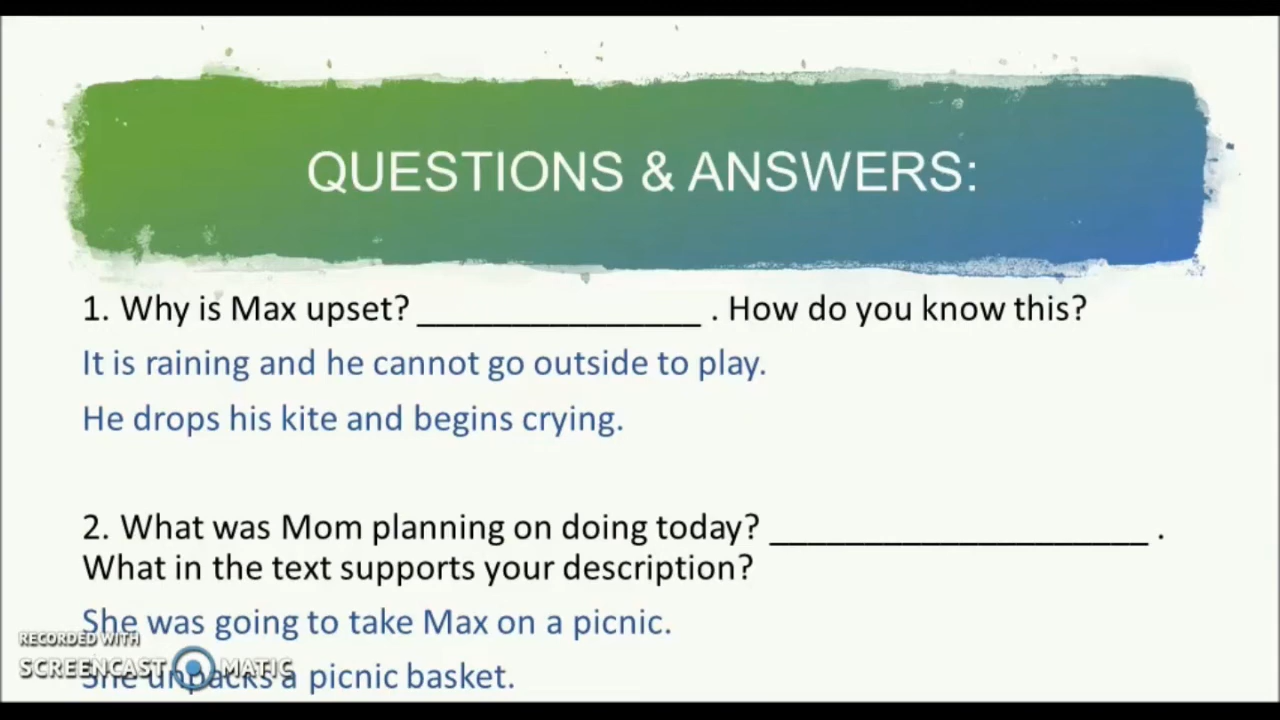 QUESTIONS & ANSWERS:
1. Why is Max upset? _______________ . How do you know this?
It is raining and he cannot go outside to play.
He drops his kite and begins crying.
2. What was Mom planning on doing today? ____________________ .
What in the text supports your description?
She was going to take Max on a picnic.
RECORDED WITH
SCREENCAST MATIC
She unpacks a picnic basket.